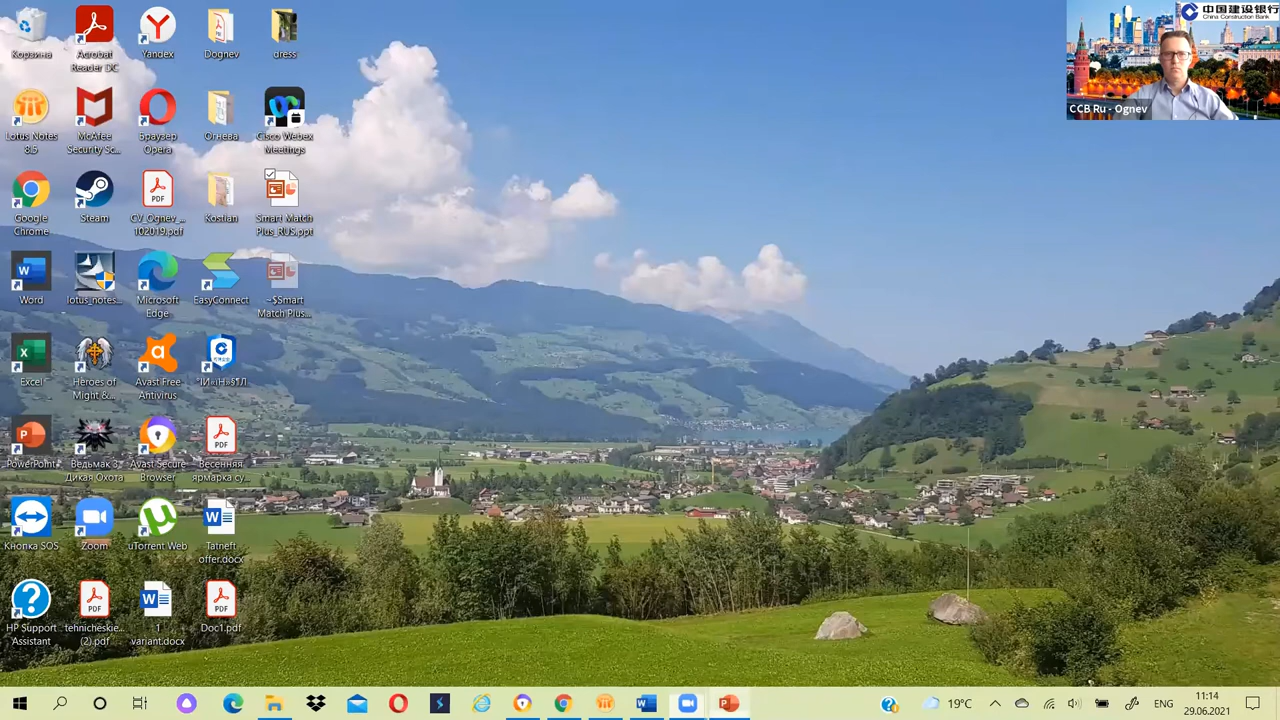 Корзина
Acrobat
Reader DC
Yandex
Dognev
dress
Lotus Notes
8.5
McAfee
Security Sc...
Браузер
Opera
Огнева
Cisco Webex
Meetings
Google
Chrome
Steam
PDF
CV_Ognev_...
102019.pdf
Kostian
Smart Match
Plus_RUS.ppt
Word
lotus_notes...
Microsoft
Edge
EasyConnect
~$Smart
Match Plus...
Excel
Heroes of
Might &...
Avast Free
Antivirus
PowerPoint
Ведьмак 3
Дикая Охота
Avast Secure
Browser
PDF
Весенняя
ярмарка су...
Кнопка SOS
Zoom
uTorrent Web
Tatneft
offer.docx
HP Support
Assistant
PDF
tehnicheskie...
(2).pdf
1
variant.docx
PDF
Doc1.pdf
中国建设银行
China Construction Bank
CCB Ru - Ognev
19°C
ENG
11:14
29.06.2021